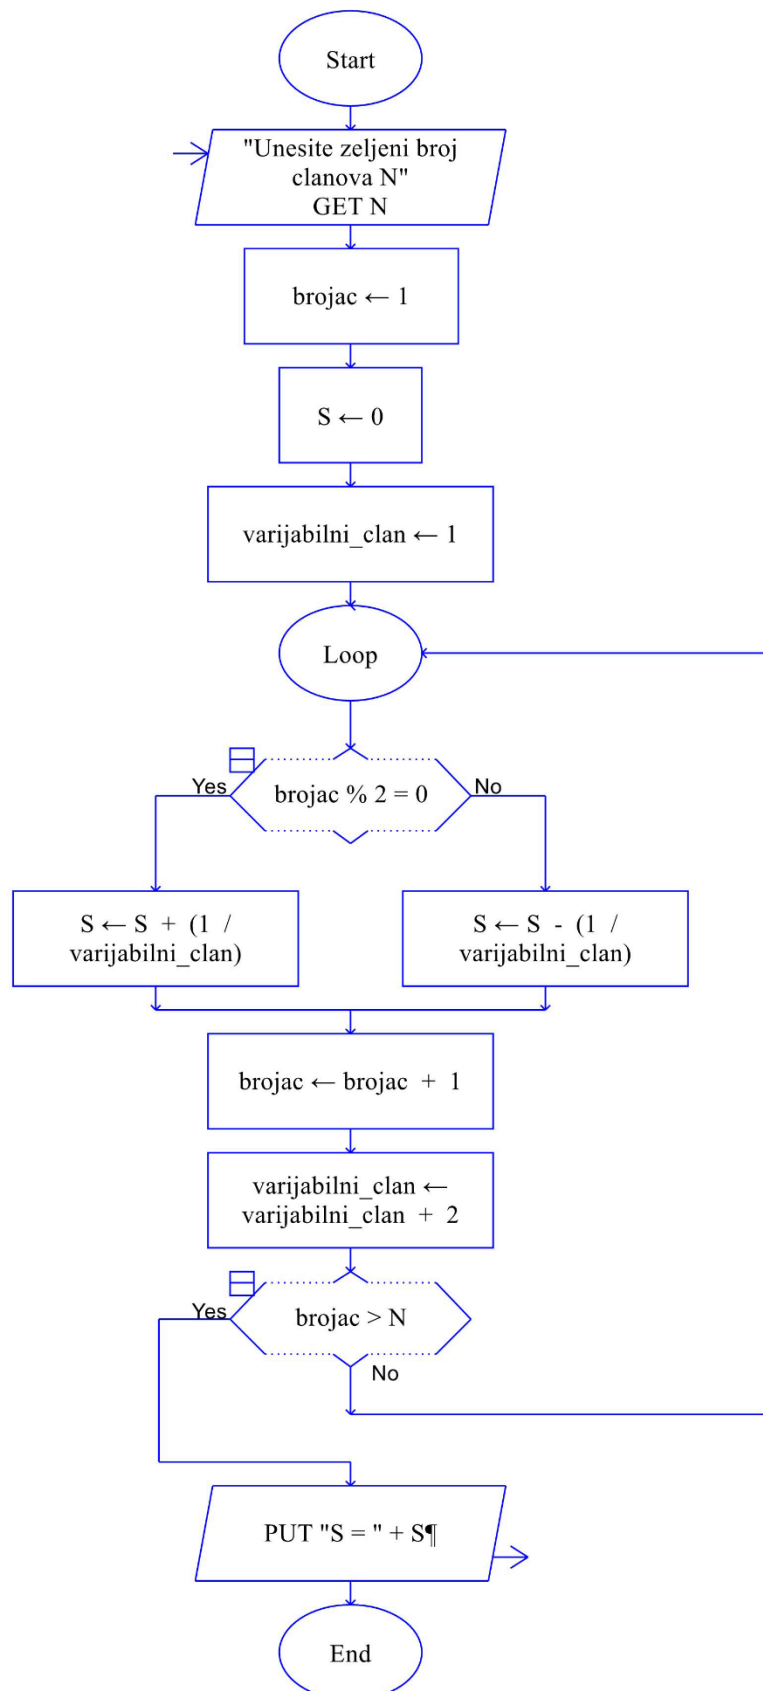 Start
"Unesite zeljeni broj
clanova N"
GET N
brojac ← 1
S ← 0
varijabilni_clan ← 1
Loop
Yes
brojac % 2 = 0
No
S ← S + (1 /
varijabilni_clan)
S ← S - (1 /
varijabilni_clan)
brojac ← brojac + 1
varijabilni_clan ←
varijabilni_clan + 2
Yes
brojac > N
No
PUT "S = " + S¶
End